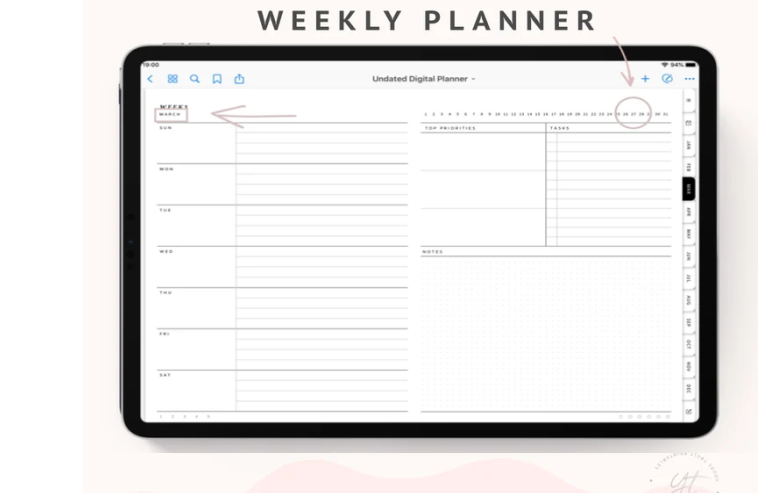 WEEKLY PLANNER
19:00
94%
Undated Digital Planner
WEEK1
MARCH
1 2 3 4 5 6 7 8 9 10 11 12 13 14 15 16 17 18 19 20 21 22 23 24 25 26 27 28 29 30 31
SUN
TOP PRIORITIES
TASKS
JAN
FEB
MON
MAR
TUE
APR
MAY
WED
NOTES
JUN
JUL
THU
AUG
SEP
FRI
OCT
NOV
SAT
DEC
1 2 3 4 5